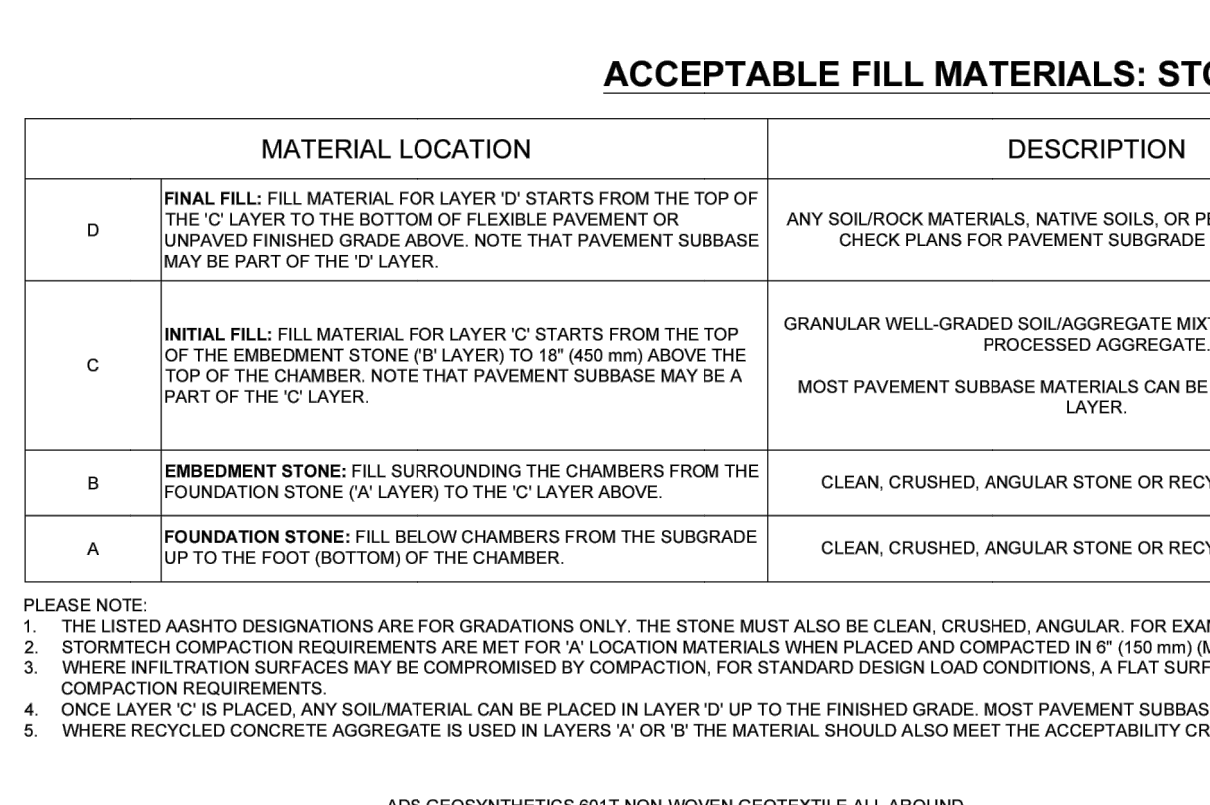 ACCEPTABLE FILL MATERIALS:
MATERIAL LOCATION
DESCRIPTION
D
FINAL FILL: FILL MATERIAL FOR LAYER 'D' STARTS FROM THE TOP OF
THE 'C' LAYER TO THE BOTTOM OF FLEXIBLE PAVEMENT OR
UNPAVED FINISHED GRADE ABOVE. NOTE THAT PAVEMENT SUBBASE
MAY BE PART OF THE 'D' LAYER.
ANY SOIL/ROCK MATERIALS, NATIVE SOILS, OR
CHECK PLANS FOR PAVEMENT SUBGRADE
C
INITIAL FILL: FILL MATERIAL FOR LAYER 'C' STARTS FROM THE TOP
OF THE EMBEDMENT STONE ('B' LAYER) TO 18" (450 mm) ABOVE THE
TOP OF THE CHAMBER. NOTE THAT PAVEMENT SUBBASE MAY BE A
PART OF THE 'C' LAYER.
GRANULAR WELL-GRADED SOIL/AGGREGATE
PROCESSED AGGREGATE.
MOST PAVEMENT SUBBASE MATERIALS CAN BE
LAYER.
B
EMBEDMENT STONE: FILL SURROUNDING THE CHAMBERS FROM THE
FOUNDATION STONE ('A' LAYER) TO THE 'C' LAYER ABOVE.
CLEAN, CRUSHED, ANGULAR STONE OR
A
FOUNDATION STONE: FILL BELOW CHAMBERS FROM THE SUBGRADE
UP TO THE FOOT (BOTTOM) OF THE CHAMBER.
CLEAN, CRUSHED, ANGULAR STONE OR
PLEASE NOTE:
1. THE LISTED AASHTO DESIGNATIONS ARE FOR GRADATIONS ONLY. THE STONE MUST ALSO BE CLEAN, CRUSHED, ANGULAR. FOR
2. STORMTECH COMPACTION REQUIREMENTS ARE MET FOR 'A' LOCATION MATERIALS WHEN PLACED AND COMPACTED IN 6" (150 mm)
3. WHERE INFILTRATION SURFACES MAY BE COMPROMISED BY COMPACTION, FOR STANDARD DESIGN LOAD CONDITIONS, A FLAT
COMPACTION REQUIREMENTS.
4. ONCE LAYER 'C' IS PLACED, ANY SOIL/MATERIAL CAN BE PLACED IN LAYER 'D' UP TO THE FINISHED GRADE. MOST PAVEMENT
5. WHERE RECYCLED CONCRETE AGGREGATE IS USED IN LAYERS 'A' OR 'B' THE MATERIAL SHOULD ALSO MEET THE ACCEPTABILITY
ADS GEOSYNTHETICS 601T NON-WOVEN GEOTEXTILE ALL AROUND